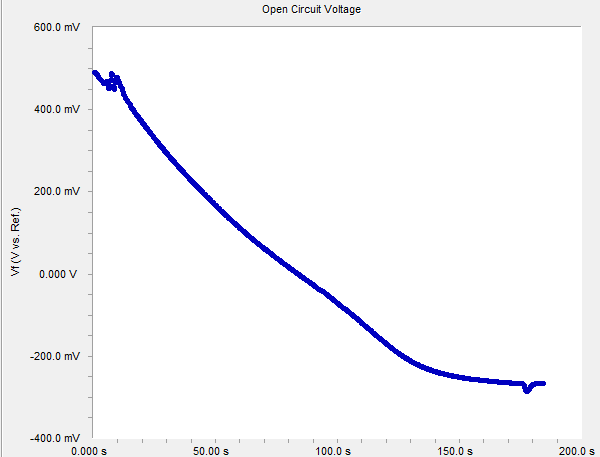 Open Circuit Voltage
600.0 mV
400.0 mV
200.0 mV
0.000 V
-200.0 mV
-400.0 mV
Vf (V vs. Ref.)
0.000 s
50.00 s
100.0 s
150.0 s
200.0 s